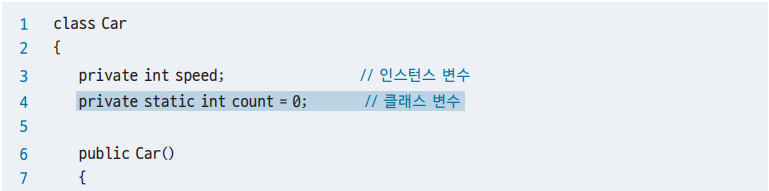 1 class Car
2 {
3 private int speed; // 인스턴스 변수
4 private static int count = 0; // 클래스 변수
5
6 public Car()
7 {